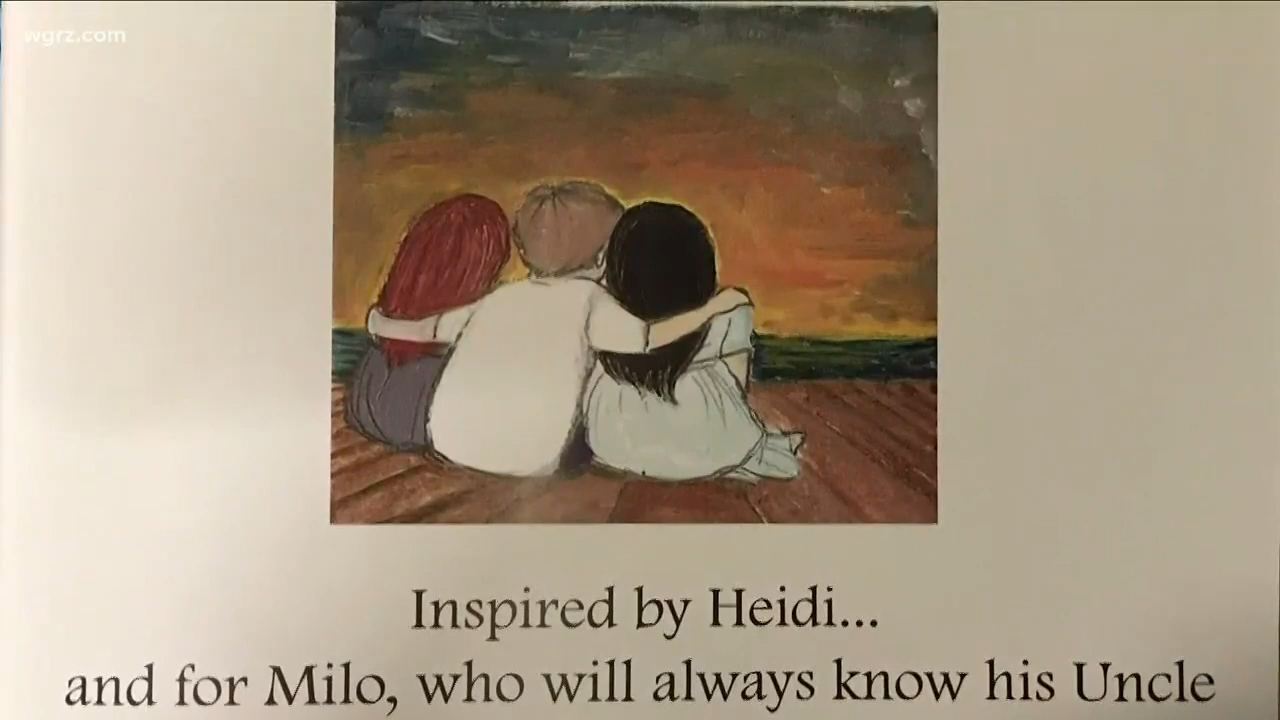 wgrz.com
Inspired by Heidi...
and for Milo, who will always know his Uncle